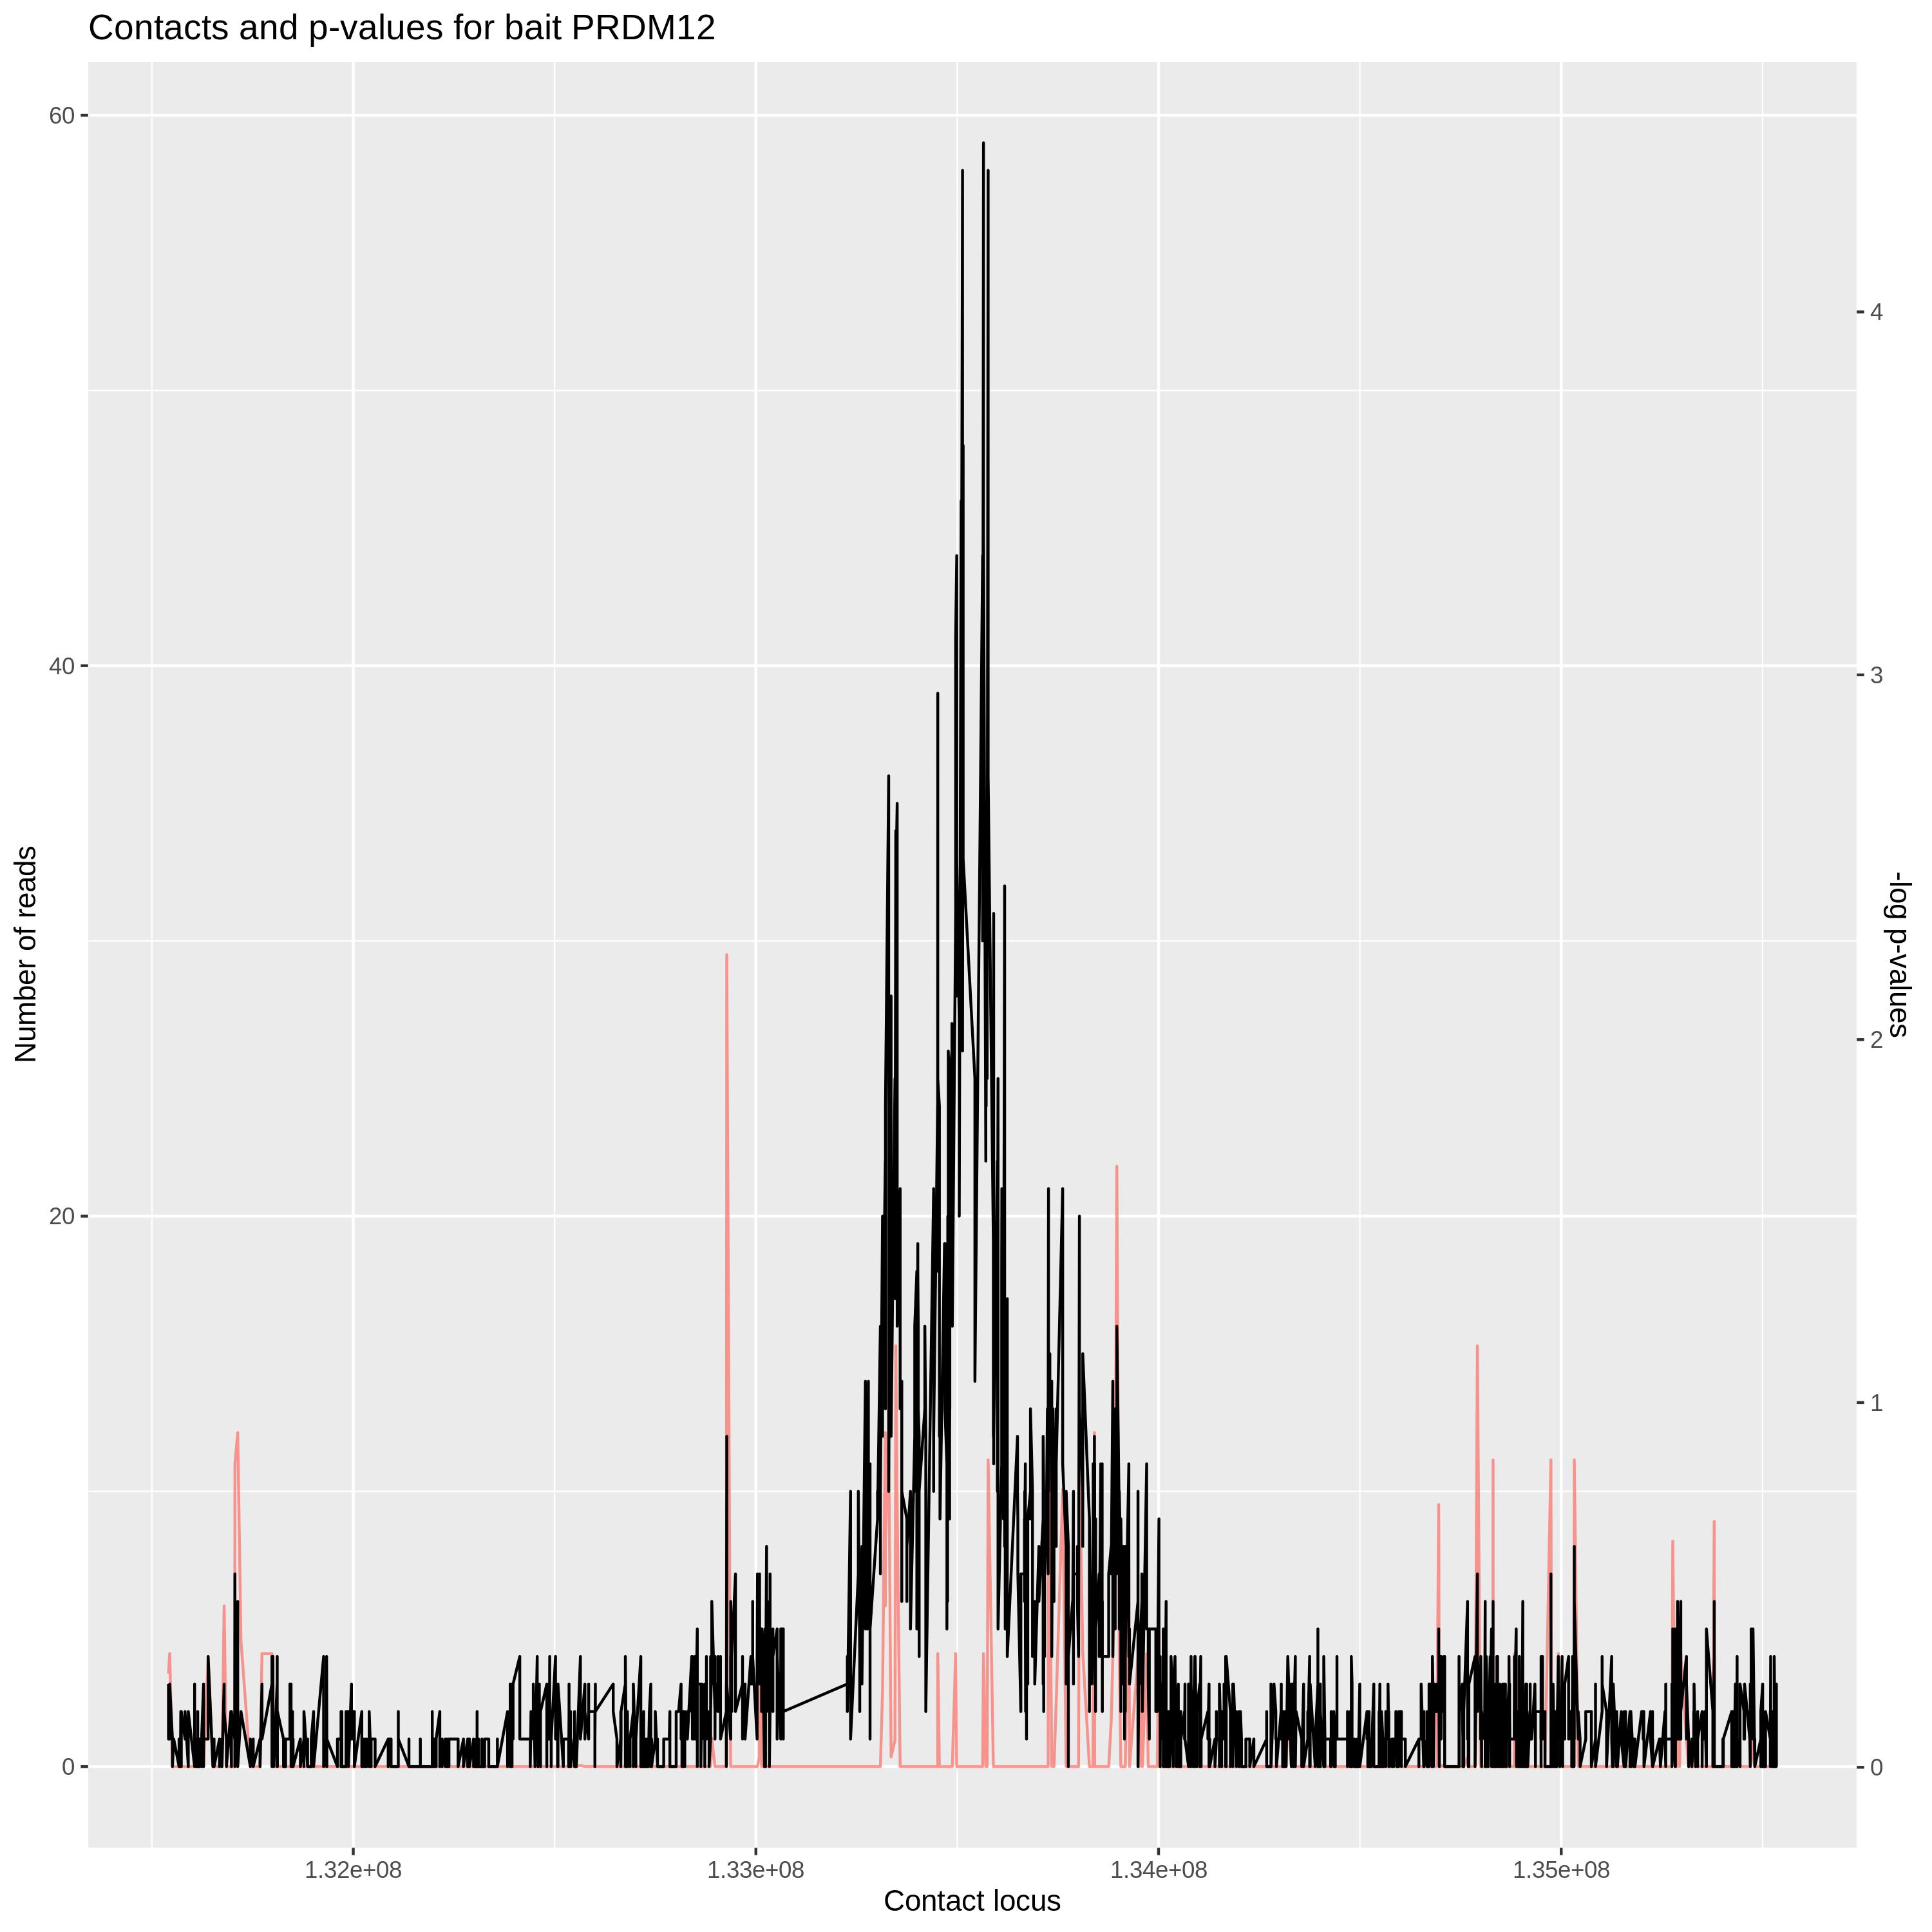 Contacts and p-values for bait PRDM12
60
40
20
0
Number of reads
4
3
2
1
0
-log p-values
1.32e+08
1.33e+08
1.34e+08
1.35e+08
Contact locus